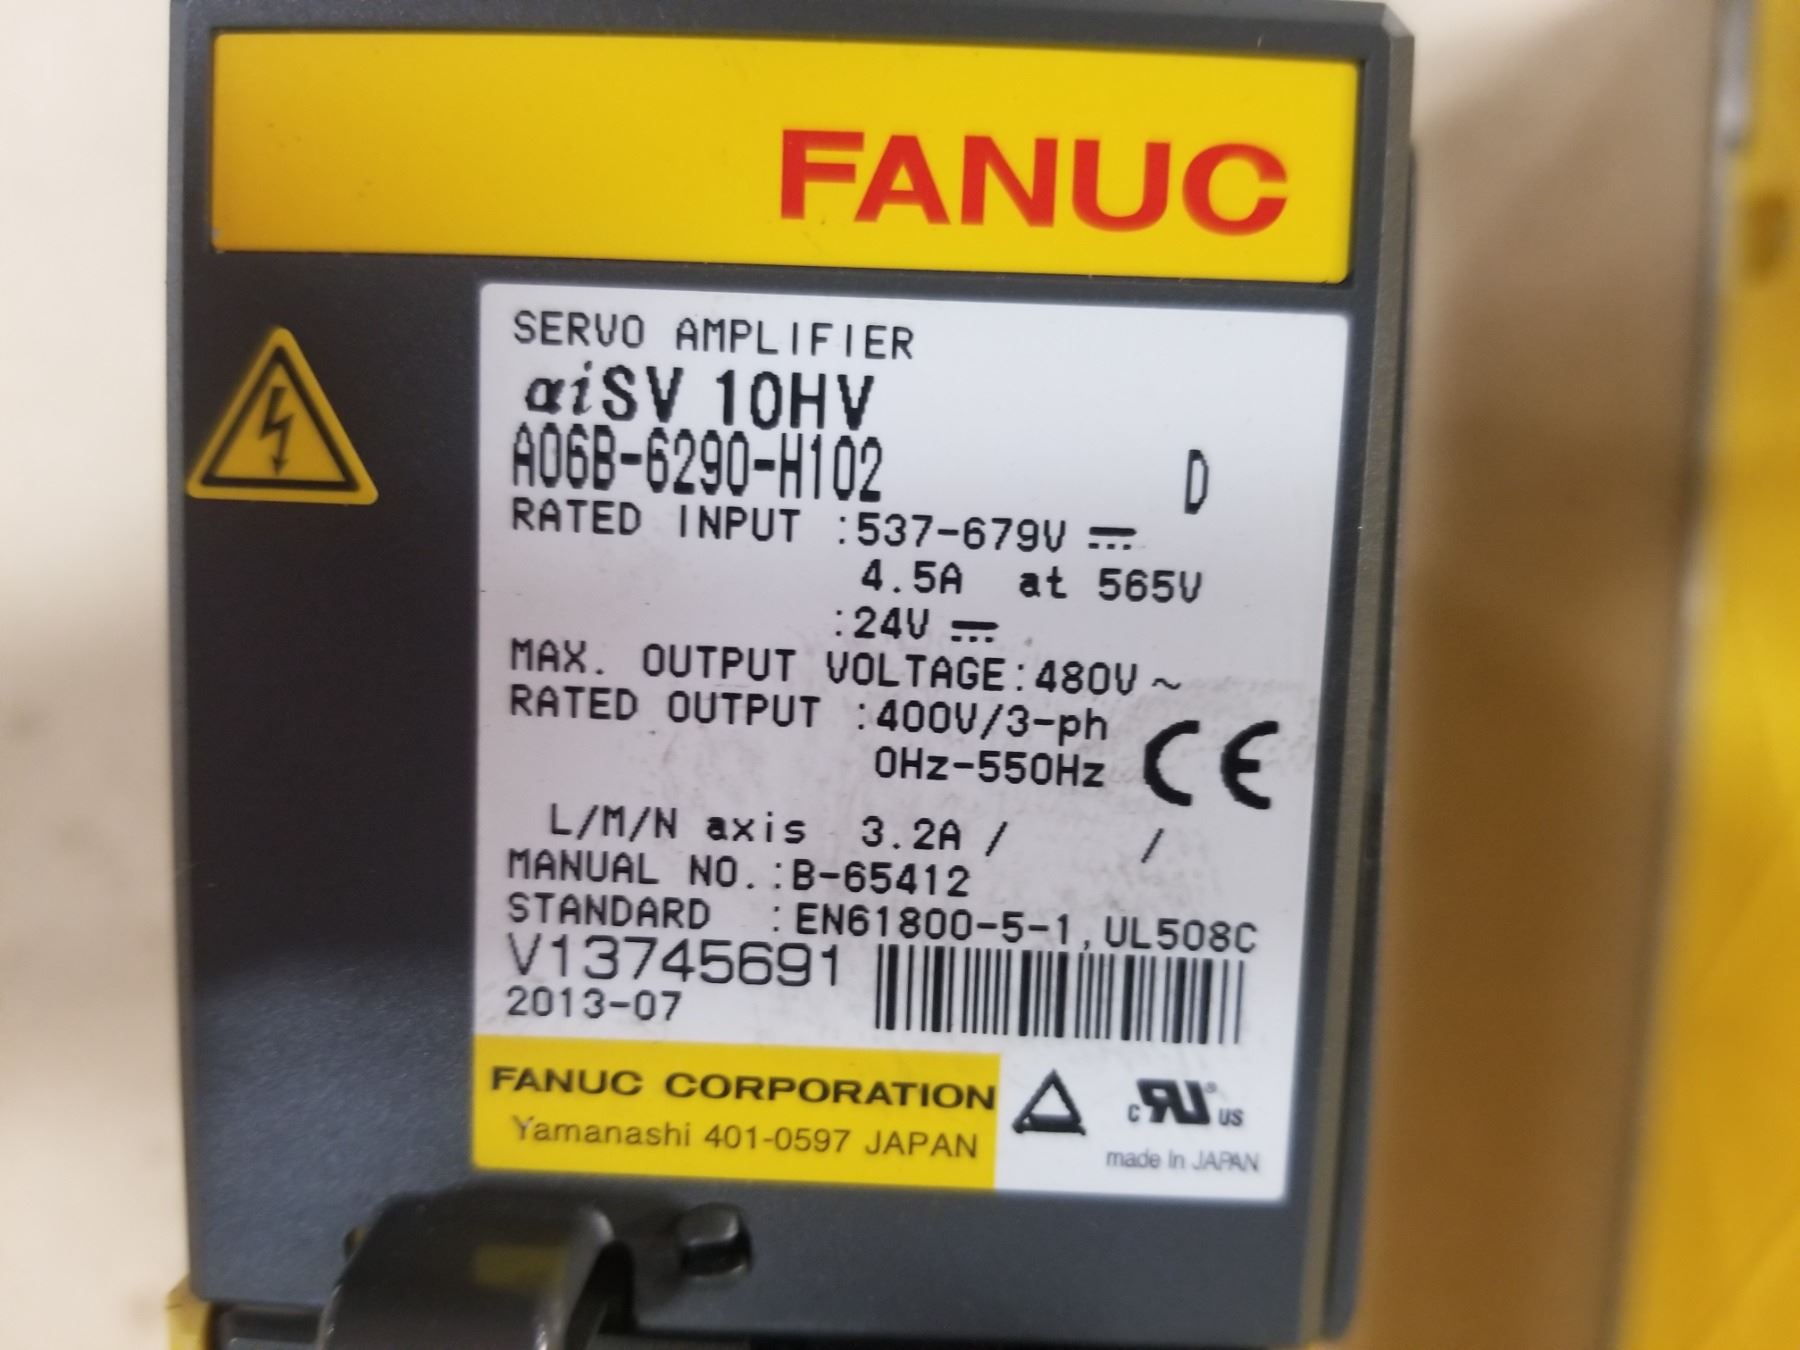 FANUC
SERVO AMPLIFIER
αiSV 10HV
A06B-6290-H102 D
RATED INPUT :537-679V ⎓
4.5A at 565V
:24V ⎓
MAX. OUTPUT VOLTAGE:480V ~
RATED OUTPUT :400V/3-ph
0Hz-550Hz
CE
L/M/N axis 3.2A / /
MANUAL NO.:B-65412
STANDARD :EN61800-5-1,UL508C
V13745691
2013-07
FANUC CORPORATION
Yamanashi 401-0597 JAPAN
c RU us
made in JAPAN